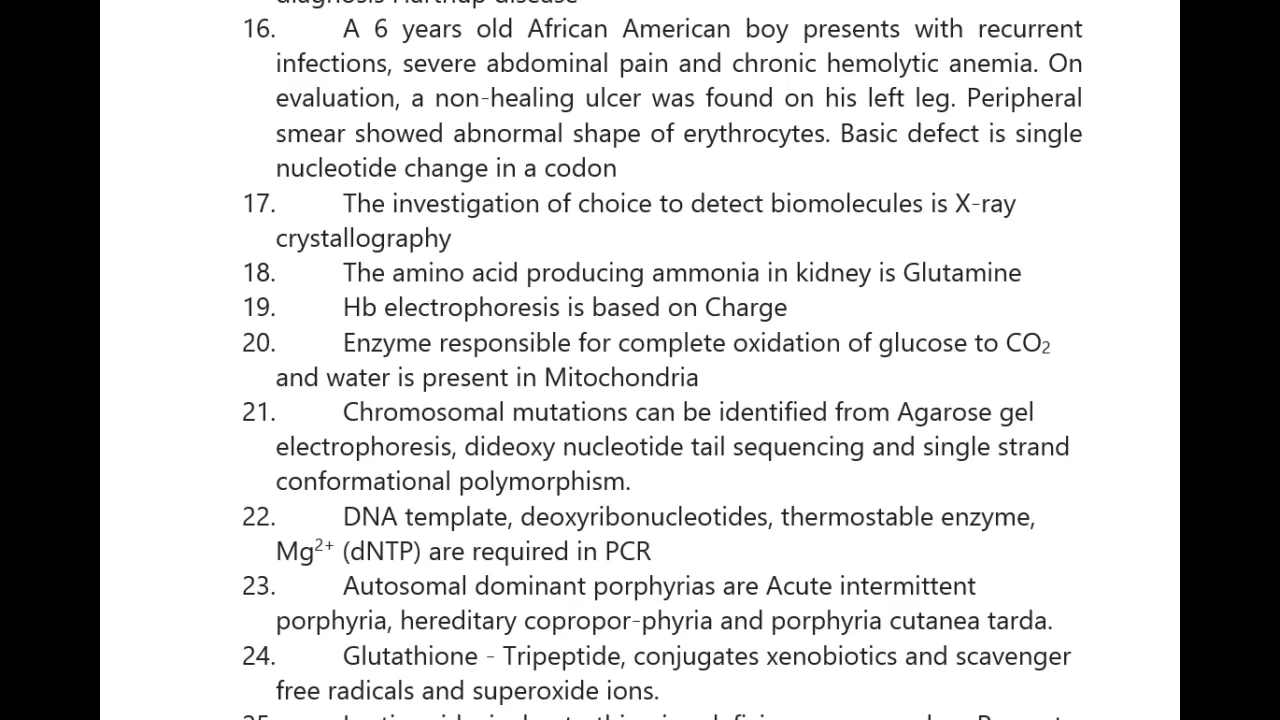 diagnosis Hartnup disease
16. A 6 years old African American boy presents with recurrent
infections, severe abdominal pain and chronic hemolytic anemia. On
evaluation, a non-healing ulcer was found on his left leg. Peripheral
smear showed abnormal shape of erythrocytes. Basic defect is single
nucleotide change in a codon
17. The investigation of choice to detect biomolecules is X-ray
crystallography
18. The amino acid producing ammonia in kidney is Glutamine
19. Hb electrophoresis is based on Charge
20. Enzyme responsible for complete oxidation of glucose to CO₂
and water is present in Mitochondria
21. Chromosomal mutations can be identified from Agarose gel
electrophoresis, dideoxy nucleotide tail sequencing and single strand
conformational polymorphism.
22. DNA template, deoxyribonucleotides, thermostable enzyme,
Mg²⁺ (dNTP) are required in PCR
23. Autosomal dominant porphyrias are Acute intermittent
porphyria, hereditary copropor-phyria and porphyria cutanea tarda.
24. Glutathione - Tripeptide, conjugates xenobiotics and scavenger
free radicals and superoxide ions.
25.